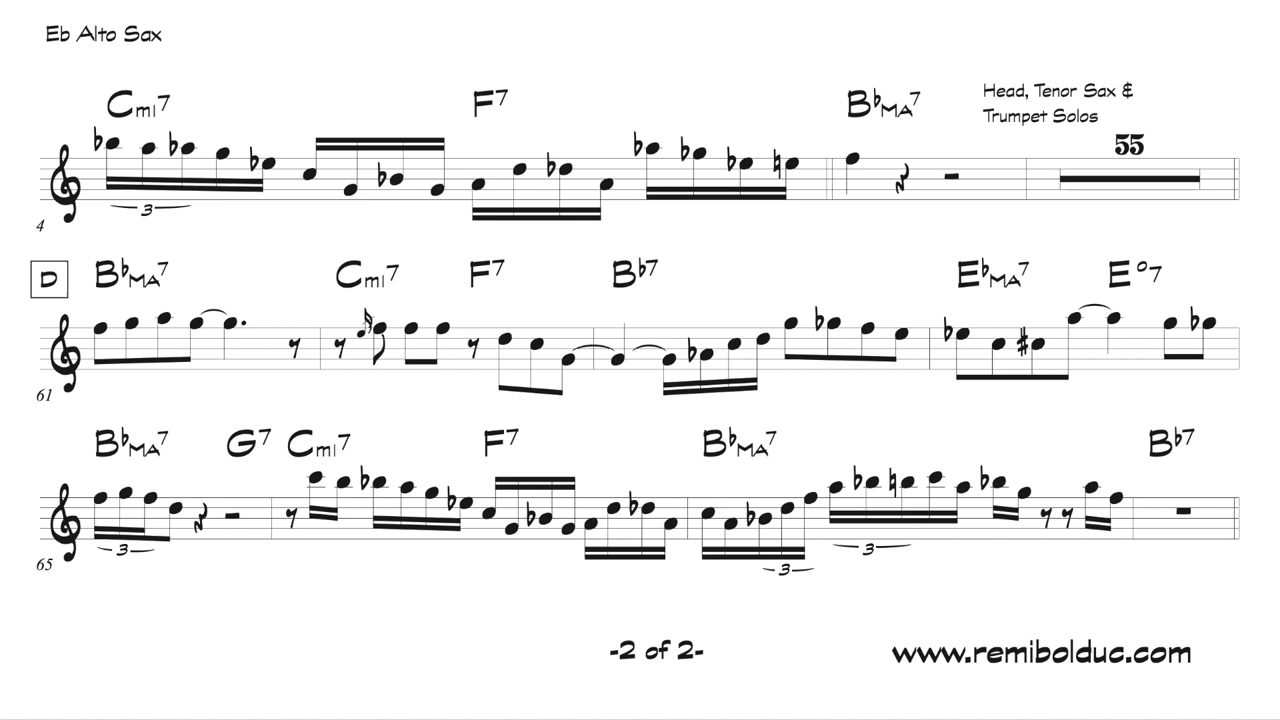 Eb Alto Sax
Cmi7 F7 BbMA7 Head, Tenor Sax &
Trumpet Solos
55
3
4
D BbMA7 Cmi7 F7 Bb7 EbMA7 Eo7
61
BbMA7 G7 Cmi7 F7 BbMA7 Bb7
3 3
3
65
-2 of 2- www.remibolduc.com